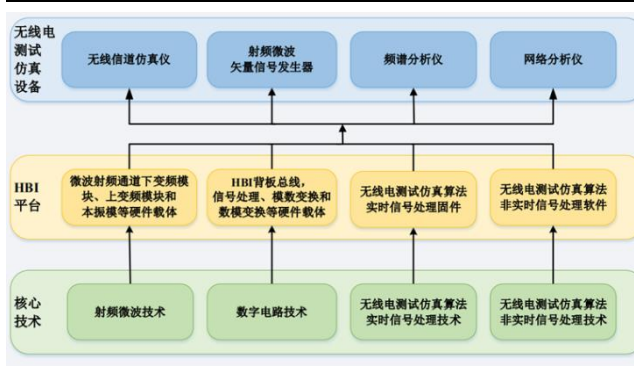 无线电
测试
仿真
设备
无线信道仿真仪
射频微波
矢量信号发生器
频谱分析仪
网络分析仪
HBI
平台
微波射频通道下变频模
块、上变频模块和
本振模等硬件载体
HBI背板总线，
信号处理、模数变换和
数模变换等硬件载体
无线电测试仿真算法
实时信号处理固件
无线电测试仿真算法
非实时信号处理软件
核心
技术
射频微波技术
数字电路技术
无线电测试仿真算法
实时信号处理技术
无线电测试仿真算法
非实时信号处理技术